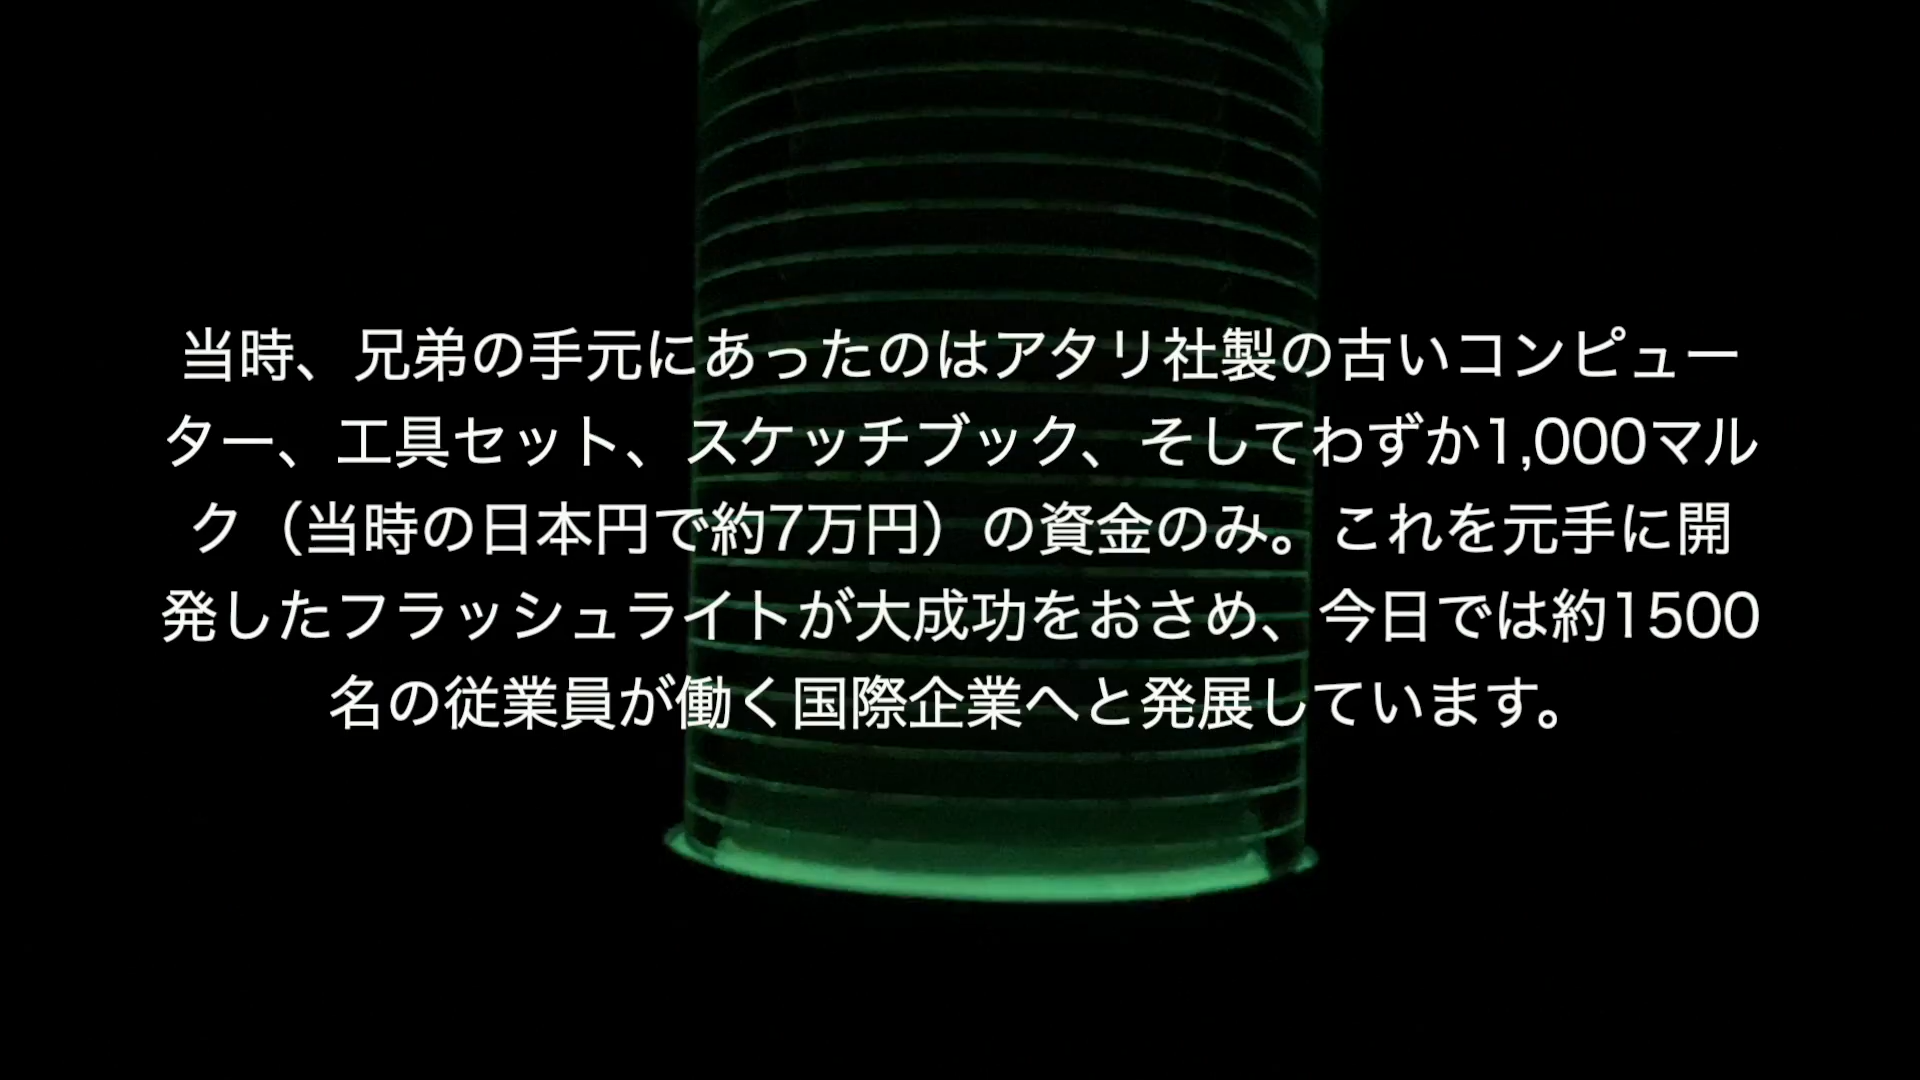 当時、兄弟の手元にあったのはアタリ社製の古いコンピュー
ター、工具セット、スケッチブック、そしてわずか1,000マル
ク（当時の日本円で約7万円）の資金のみ。これを元手に開
発したフラッシュライトが大成功をおさめ、今日では約1500
名の従業員が働く国際企業へと発展しています。